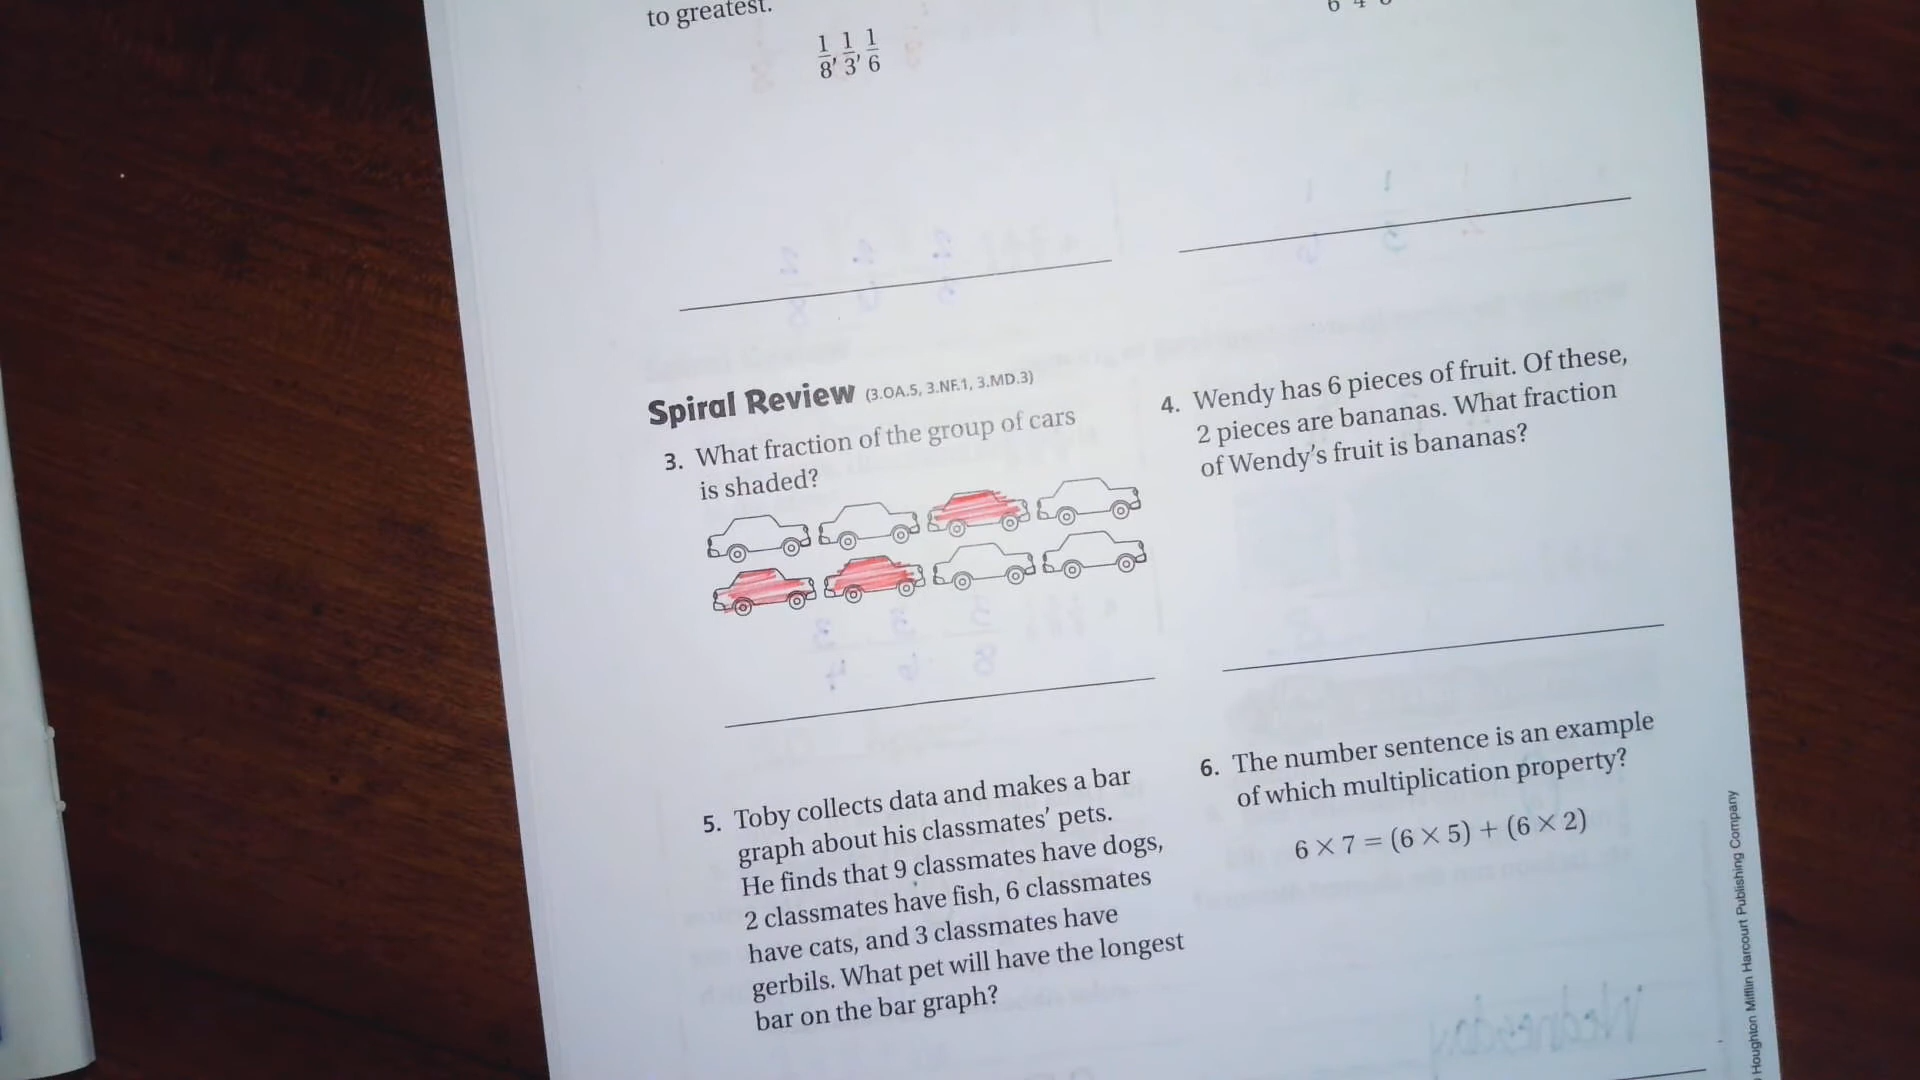 to greatest.
1/8, 1/3, 1/6
Spiral Review (3.OA.5, 3.NF.1, 3.MD.3)
3. What fraction of the group of cars
is shaded?
4. Wendy has 6 pieces of fruit. Of these,
2 pieces are bananas. What fraction
of Wendy's fruit is bananas?
5. Toby collects data and makes a bar
graph about his classmates' pets.
He finds that 9 classmates have dogs,
2 classmates have fish, 6 classmates
have cats, and 3 classmates have
gerbils. What pet will have the longest
bar on the bar graph?
6. The number sentence is an example
of which multiplication property?
6 × 7 = (6 × 5) + (6 × 2)
Houghton Mifflin Harcourt Publishing Company